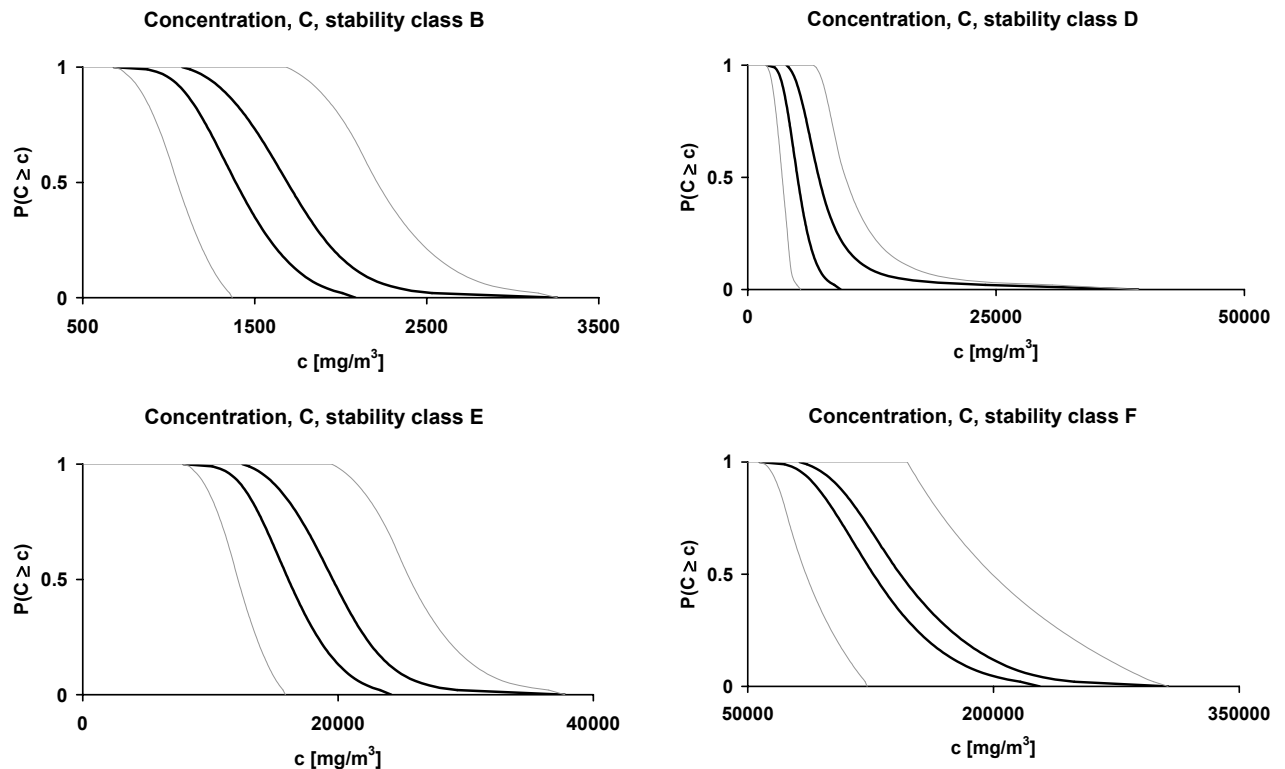 Concentration, C, stability class B
1
0.5
0
P(C ≥ c)
500 1500 2500 3500
c [mg/m³]
Concentration, C, stability class D
1
0.5
0
P(C ≥ c)
0 25000 50000
c [mg/m³]
Concentration, C, stability class E
1
0.5
0
P(C ≥ c)
0 20000 40000
c [mg/m³]
Concentration, C, stability class F
1
0.5
0
P(C ≥ c)
50000 200000 350000
c [mg/m³]